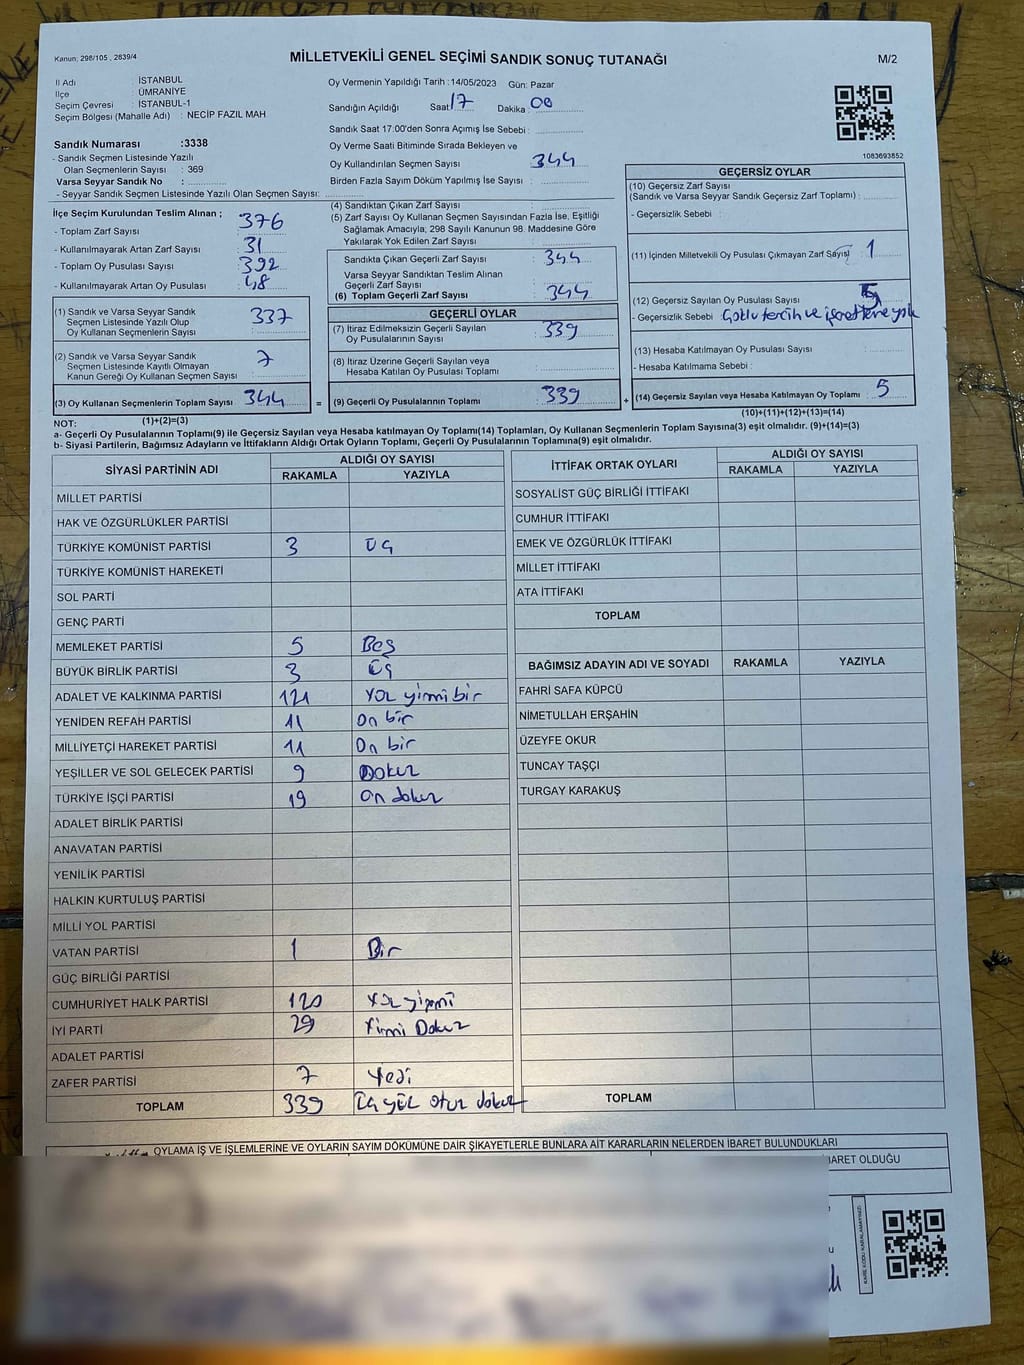 Kanun; 298/105 , 2839/4
MİLLETVEKİLİ GENEL SEÇİMİ SANDIK SONUÇ TUTANAĞI
M/2
İl Adı : İSTANBUL
İlçe : ÜMRANİYE
Seçim Çevresi : İSTANBUL-1
Seçim Bölgesi (Mahalle Adı) : NECİP FAZIL MAH
Sandık Numarası :3338
- Sandık Seçmen Listesinde Yazılı
Olan Seçmenlerin Sayısı : 369
Varsa Seyyar Sandık No :
- Seyyar Sandık Seçmen Listesinde Yazılı Olan Seçmen Sayısı:
Oy Vermenin Yapıldığı Tarih :14/05/2023 Gün: Pazar
Sandığın Açıldığı Saat 17 Dakika 00
Sandık Saat 17:00'den Sonra Açımış İse Sebebi :
Oy Verme Saati Bitiminde Sırada Bekleyen ve
Oy Kullandırılan Seçmen Sayısı 344
Birden Fazla Sayım Döküm Yapılmış İse Sayısı :
1083693852
İlçe Seçim Kurulundan Teslim Alınan ;
- Toplam Zarf Sayısı : 376
- Kullanılmayarak Artan Zarf Sayısı : 31
- Toplam Oy Pusulası Sayısı : 392
- Kullanılmayarak Artan Oy Pusulası : 48
(1) Sandık ve Varsa Seyyar Sandık
Seçmen Listesinde Yazılı Olup
Oy Kullanan Seçmenlerin Sayısı : 337
(2) Sandık ve Varsa Seyyar Sandık
Seçmen Listesinde Kayıtlı Olmayan
Kanun Gereği Oy Kullanan Seçmen Sayısı : 7
(3) Oy Kullanan Seçmenlerin Toplam Sayısı : 344
(1)+(2)=(3)
(4) Sandıktan Çıkan Zarf Sayısı :
(5) Zarf Sayısı Oy Kullanan Seçmen Sayısından Fazla İse, Eşitliği
Sağlamak Amacıyla; 298 Sayılı Kanunun 98. Maddesine Göre
Yakılarak Yok Edilen Zarf Sayısı :
Sandıkta Çıkan Geçerli Zarf Sayısı : 344
Varsa Seyyar Sandıktan Teslim Alınan
Geçerli Zarf Sayısı :
(6) Toplam Geçerli Zarf Sayısı : 344
GEÇERLİ OYLAR
(7) İtiraz Edilmeksizin Geçerli Sayılan
Oy Pusulalarının Sayısı : 339
(8) İtiraz Üzerine Geçerli Sayılan veya
Hesaba Katılan Oy Pusulası Toplamı :
= (9) Geçerli Oy Pusulalarının Toplamı : 339
GEÇERSİZ OYLAR
(10) Geçersiz Zarf Sayısı
(Sandık ve Varsa Seyyar Sandık Geçersiz Zarf Toplamı) :
- Geçersizlik Sebebi :
(11) İçinden Milletvekili Oy Pusulası Çıkmayan Zarf Sayısı 1
(12) Geçersiz Sayılan Oy Pusulası Sayısı
- Geçersizlik Sebebi Çoklu tercih ve işaretleme yok
(13) Hesaba Katılmayan Oy Pusulası Sayısı :
- Hesaba Katılmama Sebebi :
+ (14) Geçersiz Sayılan veya Hesaba Katılmayan Oy Toplamı : 5
(10)+(11)+(12)+(13)=(14)
NOT:
a- Geçerli Oy Pusulalarının Toplamı(9) ile Geçersiz Sayılan veya Hesaba katılmayan Oy Toplamı(14) Toplamları, Oy Kullanan Seçmenlerin Toplam Sayısına(3) eşit olmalıdır. (9)+(14)=(3)
b- Siyasi Partilerin, Bağımsız Adayların ve İttifakların Aldığı Ortak Oyların Toplamı, Geçerli Oy Pusulalarının Toplamına(9) eşit olmalıdır.
SİYASİ PARTİNİN ADI ALDIĞI OY SAYISI
RAKAMLA YAZIYLA
MİLLET PARTİSİ
HAK VE ÖZGÜRLÜKLER PARTİSİ
TÜRKİYE KOMÜNİST PARTİSİ 3 Üç
TÜRKİYE KOMÜNİST HAREKETİ
SOL PARTİ
GENÇ PARTİ
MEMLEKET PARTİSİ 5 Beş
BÜYÜK BİRLİK PARTİSİ 3 Üç
ADALET VE KALKINMA PARTİSİ 121 Yüz yirmi bir
YENİDEN REFAH PARTİSİ 11 On bir
MİLLİYETÇİ HAREKET PARTİSİ 11 On bir
YEŞİLLER VE SOL GELECEK PARTİSİ 9 Dokuz
TÜRKİYE İŞÇİ PARTİSİ 19 On dokuz
ADALET BİRLİK PARTİSİ
ANAVATAN PARTİSİ
YENİLİK PARTİSİ
HALKIN KURTULUŞ PARTİSİ
MİLLİ YOL PARTİSİ
VATAN PARTİSİ 1 Bir
GÜÇ BİRLİĞİ PARTİSİ
CUMHURİYET HALK PARTİSİ 120 Yüz yirmi
İYİ PARTİ 29 Yirmi Dokuz
ADALET PARTİSİ
ZAFER PARTİSİ 7 Yedi
TOPLAM 339 Üç yüz otuz dokuz
İTTİFAK ORTAK OYLARI ALDIĞI OY SAYISI
RAKAMLA YAZIYLA
SOSYALİST GÜÇ BİRLİĞİ İTTİFAKI
CUMHUR İTTİFAKI
EMEK VE ÖZGÜRLÜK İTTİFAKI
MİLLET İTTİFAKI
ATA İTTİFAKI
TOPLAM
BAĞIMSIZ ADAYIN ADI VE SOYADI RAKAMLA YAZIYLA
FAHRİ SAFA KÜPCÜ
NİMETULLAH ERŞAHİN
ÜZEYFE OKUR
TUNCAY TAŞÇI
TURGAY KARAKUŞ
TOPLAM
OYLAMA İŞ VE İŞLEMLERİNE VE OYLARIN SAYIM DÖKÜMÜNE DAİR ŞİKAYETLERLE BUNLARA AİT KARARLARIN NELERDEN İBARET BULUNDUKLARI
BARET OLDUĞU
KARE KODU KARALAMAYINIZ!